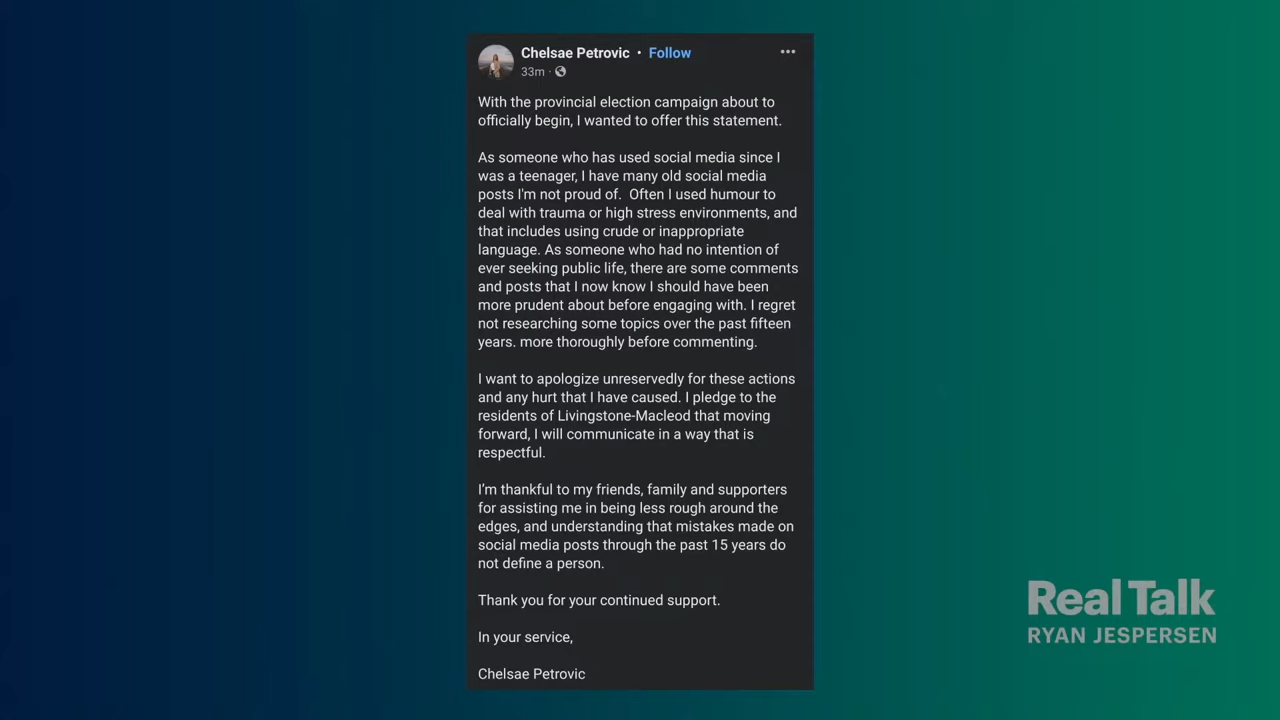 Chelsae Petrovic • Follow
33m ·
With the provincial election campaign about to
officially begin, I wanted to offer this statement.
As someone who has used social media since I
was a teenager, I have many old social media
posts I'm not proud of.  Often I used humour to
deal with trauma or high stress environments, and
that includes using crude or inappropriate
language. As someone who had no intention of
ever seeking public life, there are some comments
and posts that I now know I should have been
more prudent about before engaging with. I regret
not researching some topics over the past fifteen
years. more thoroughly before commenting.
I want to apologize unreservedly for these actions
and any hurt that I have caused. I pledge to the
residents of Livingstone-Macleod that moving
forward, I will communicate in a way that is
respectful.
I'm thankful to my friends, family and supporters
for assisting me in being less rough around the
edges, and understanding that mistakes made on
social media posts through the past 15 years do
not define a person.
Thank you for your continued support.
In your service,
Chelsae Petrovic
Real Talk
RYAN JESPERSEN